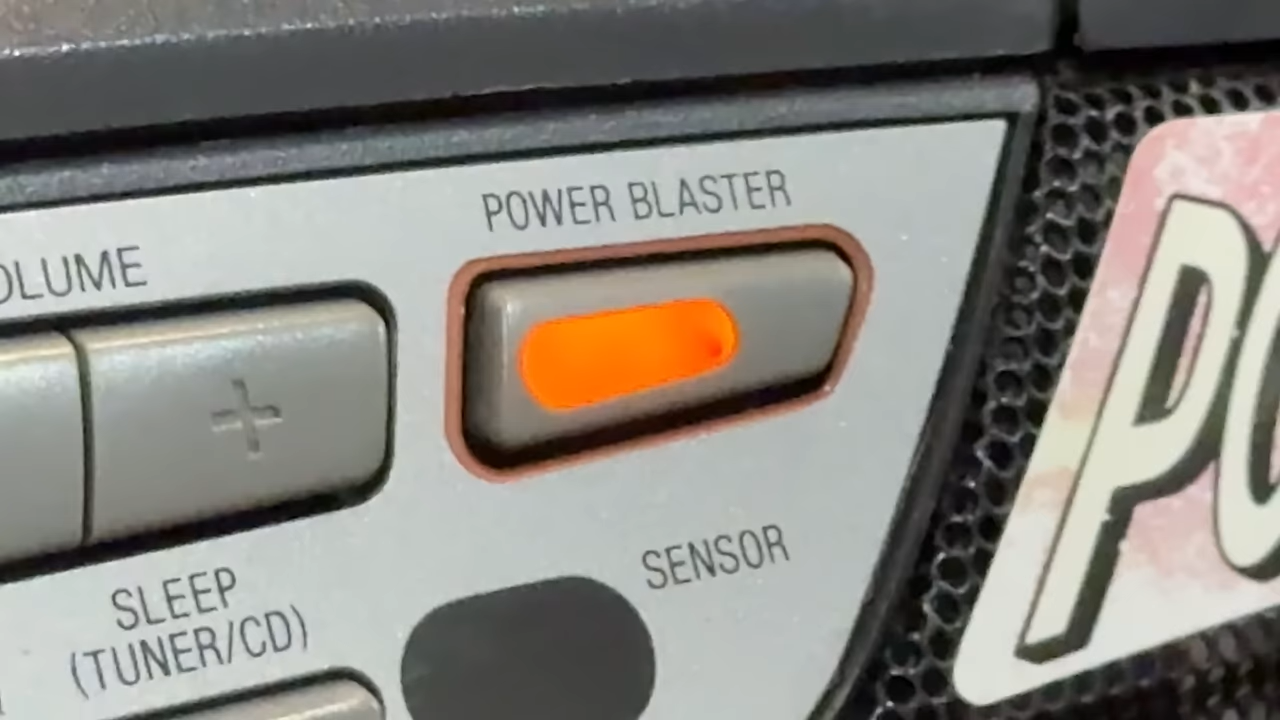 POWER BLASTER
OLUME
+
SENSOR
SLEEP
(TUNER/CD)
PO